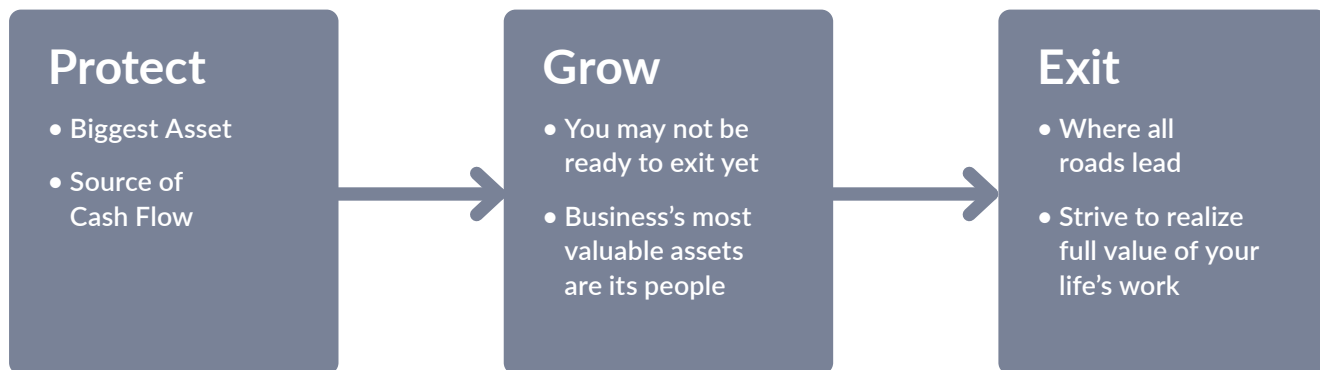 Protect
• Biggest Asset
• Source of
Cash Flow
Grow
• You may not be
ready to exit yet
• Business’s most
valuable assets
are its people
Exit
• Where all
roads lead
• Strive to realize
full value of your
life’s work